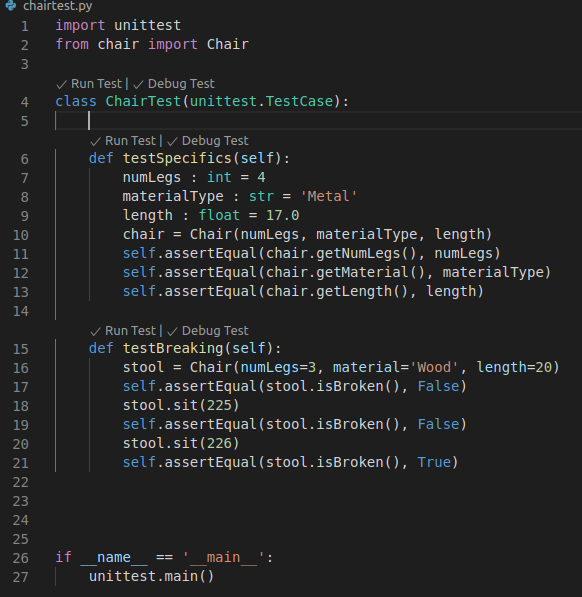 chairtest.py
1 import unittest
2 from chair import Chair
3
✓ Run Test | ✓ Debug Test
4 class ChairTest(unittest.TestCase):
5
✓ Run Test | ✓ Debug Test
6     def testSpecifics(self):
7         numLegs : int = 4
8         materialType : str = 'Metal'
9         length : float = 17.0
10         chair = Chair(numLegs, materialType, length)
11         self.assertEqual(chair.getNumLegs(), numLegs)
12         self.assertEqual(chair.getMaterial(), materialType)
13         self.assertEqual(chair.getLength(), length)
14
✓ Run Test | ✓ Debug Test
15     def testBreaking(self):
16         stool = Chair(numLegs=3, material='Wood', length=20)
17         self.assertEqual(stool.isBroken(), False)
18         stool.sit(225)
19         self.assertEqual(stool.isBroken(), False)
20         stool.sit(226)
21         self.assertEqual(stool.isBroken(), True)
22
23
24
25
26 if __name__ == '__main__':
27     unittest.main()